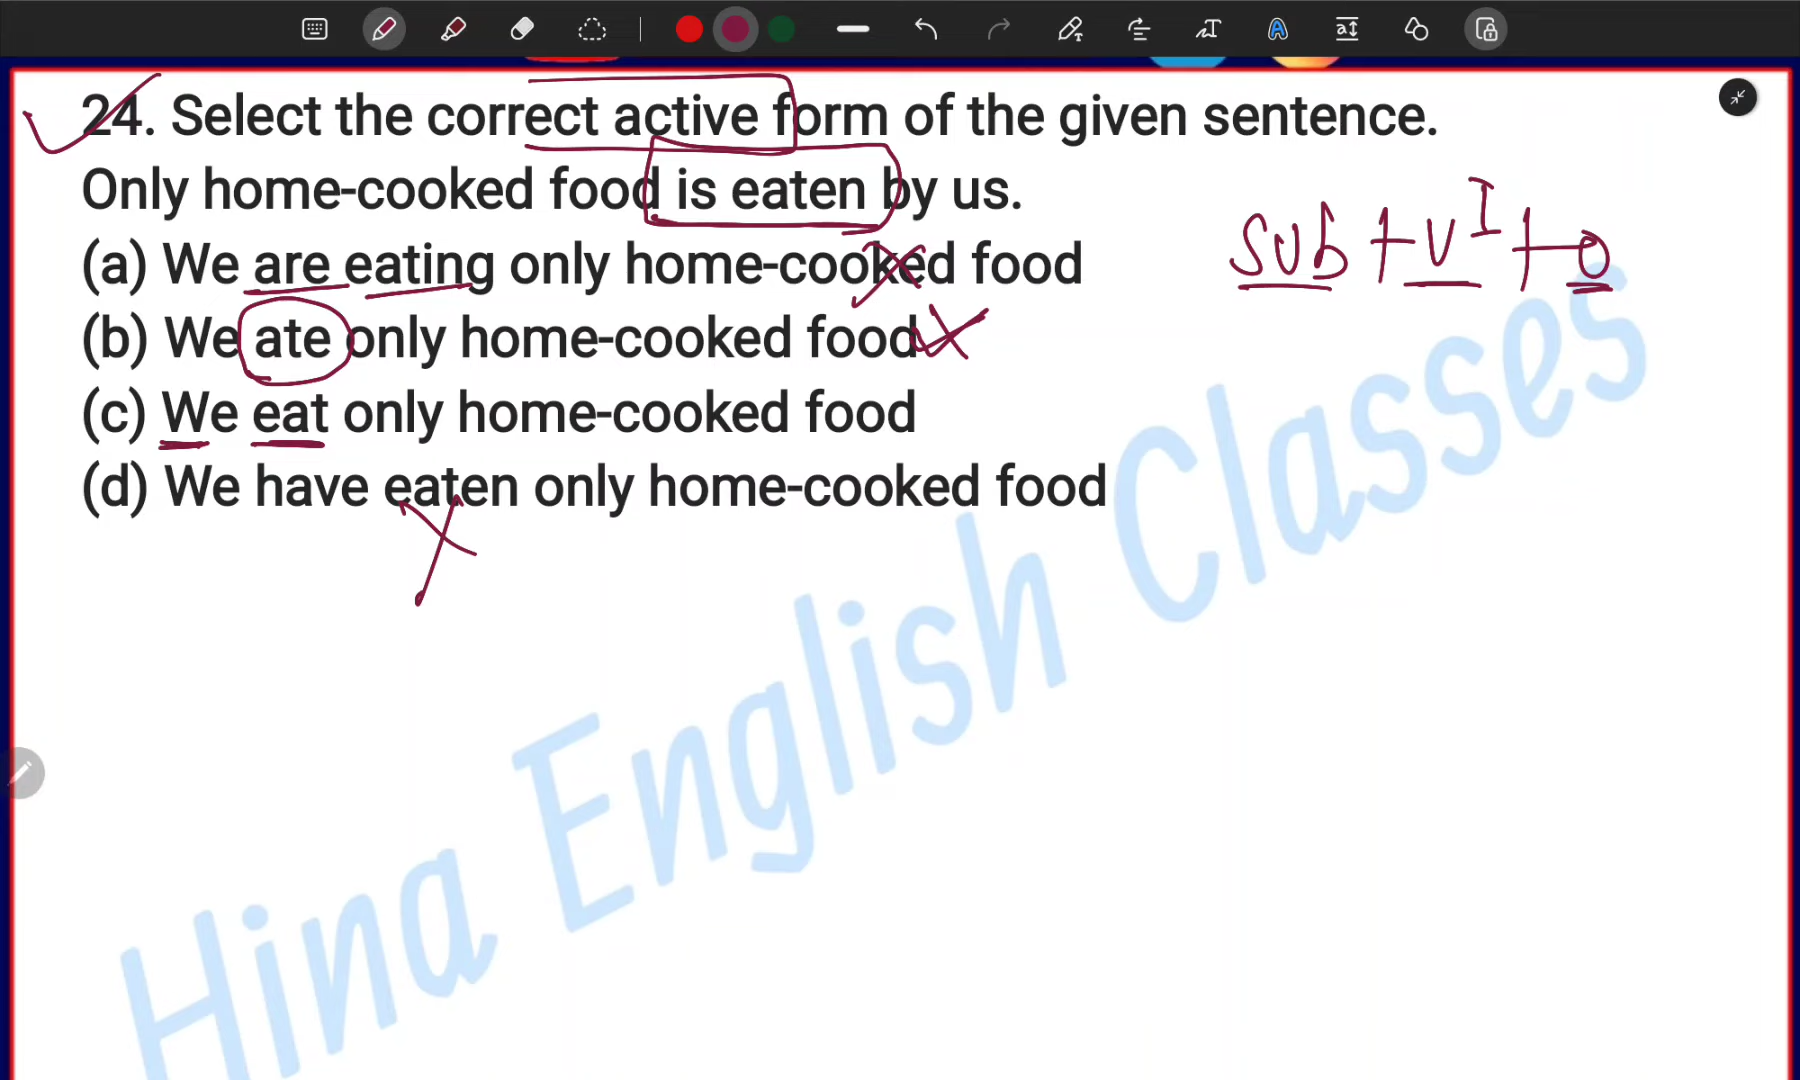 24. Select the correct active form of the given sentence.
Only home-cooked food is eaten by us.
(a) We are eating only home-cooked food
(b) We ate only home-cooked food
(c) We eat only home-cooked food
(d) We have eaten only home-cooked food
sub + v I + o
Hina English Classes